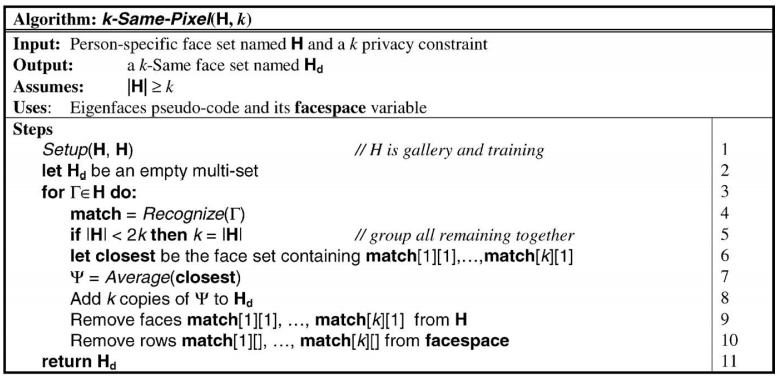 Algorithm: k-Same-Pixel(H, k)
Input: Person-specific face set named H and a k privacy constraint
Output: a k-Same face set named Hd
Assumes: |H| ≥ k
Uses: Eigenfaces pseudo-code and its facespace variable
Steps
Setup(H, H) // H is gallery and training 1
let Hd be an empty multi-set 2
for Γ∈H do: 3
match = Recognize(Γ) 4
if |H| < 2k then k = |H| // group all remaining together 5
let closest be the face set containing match[1][1],…,match[k][1] 6
Ψ = Average(closest) 7
Add k copies of Ψ to Hd 8
Remove faces match[1][1], …, match[k][1] from H 9
Remove rows match[1][], …, match[k][] from facespace 10
return Hd 11